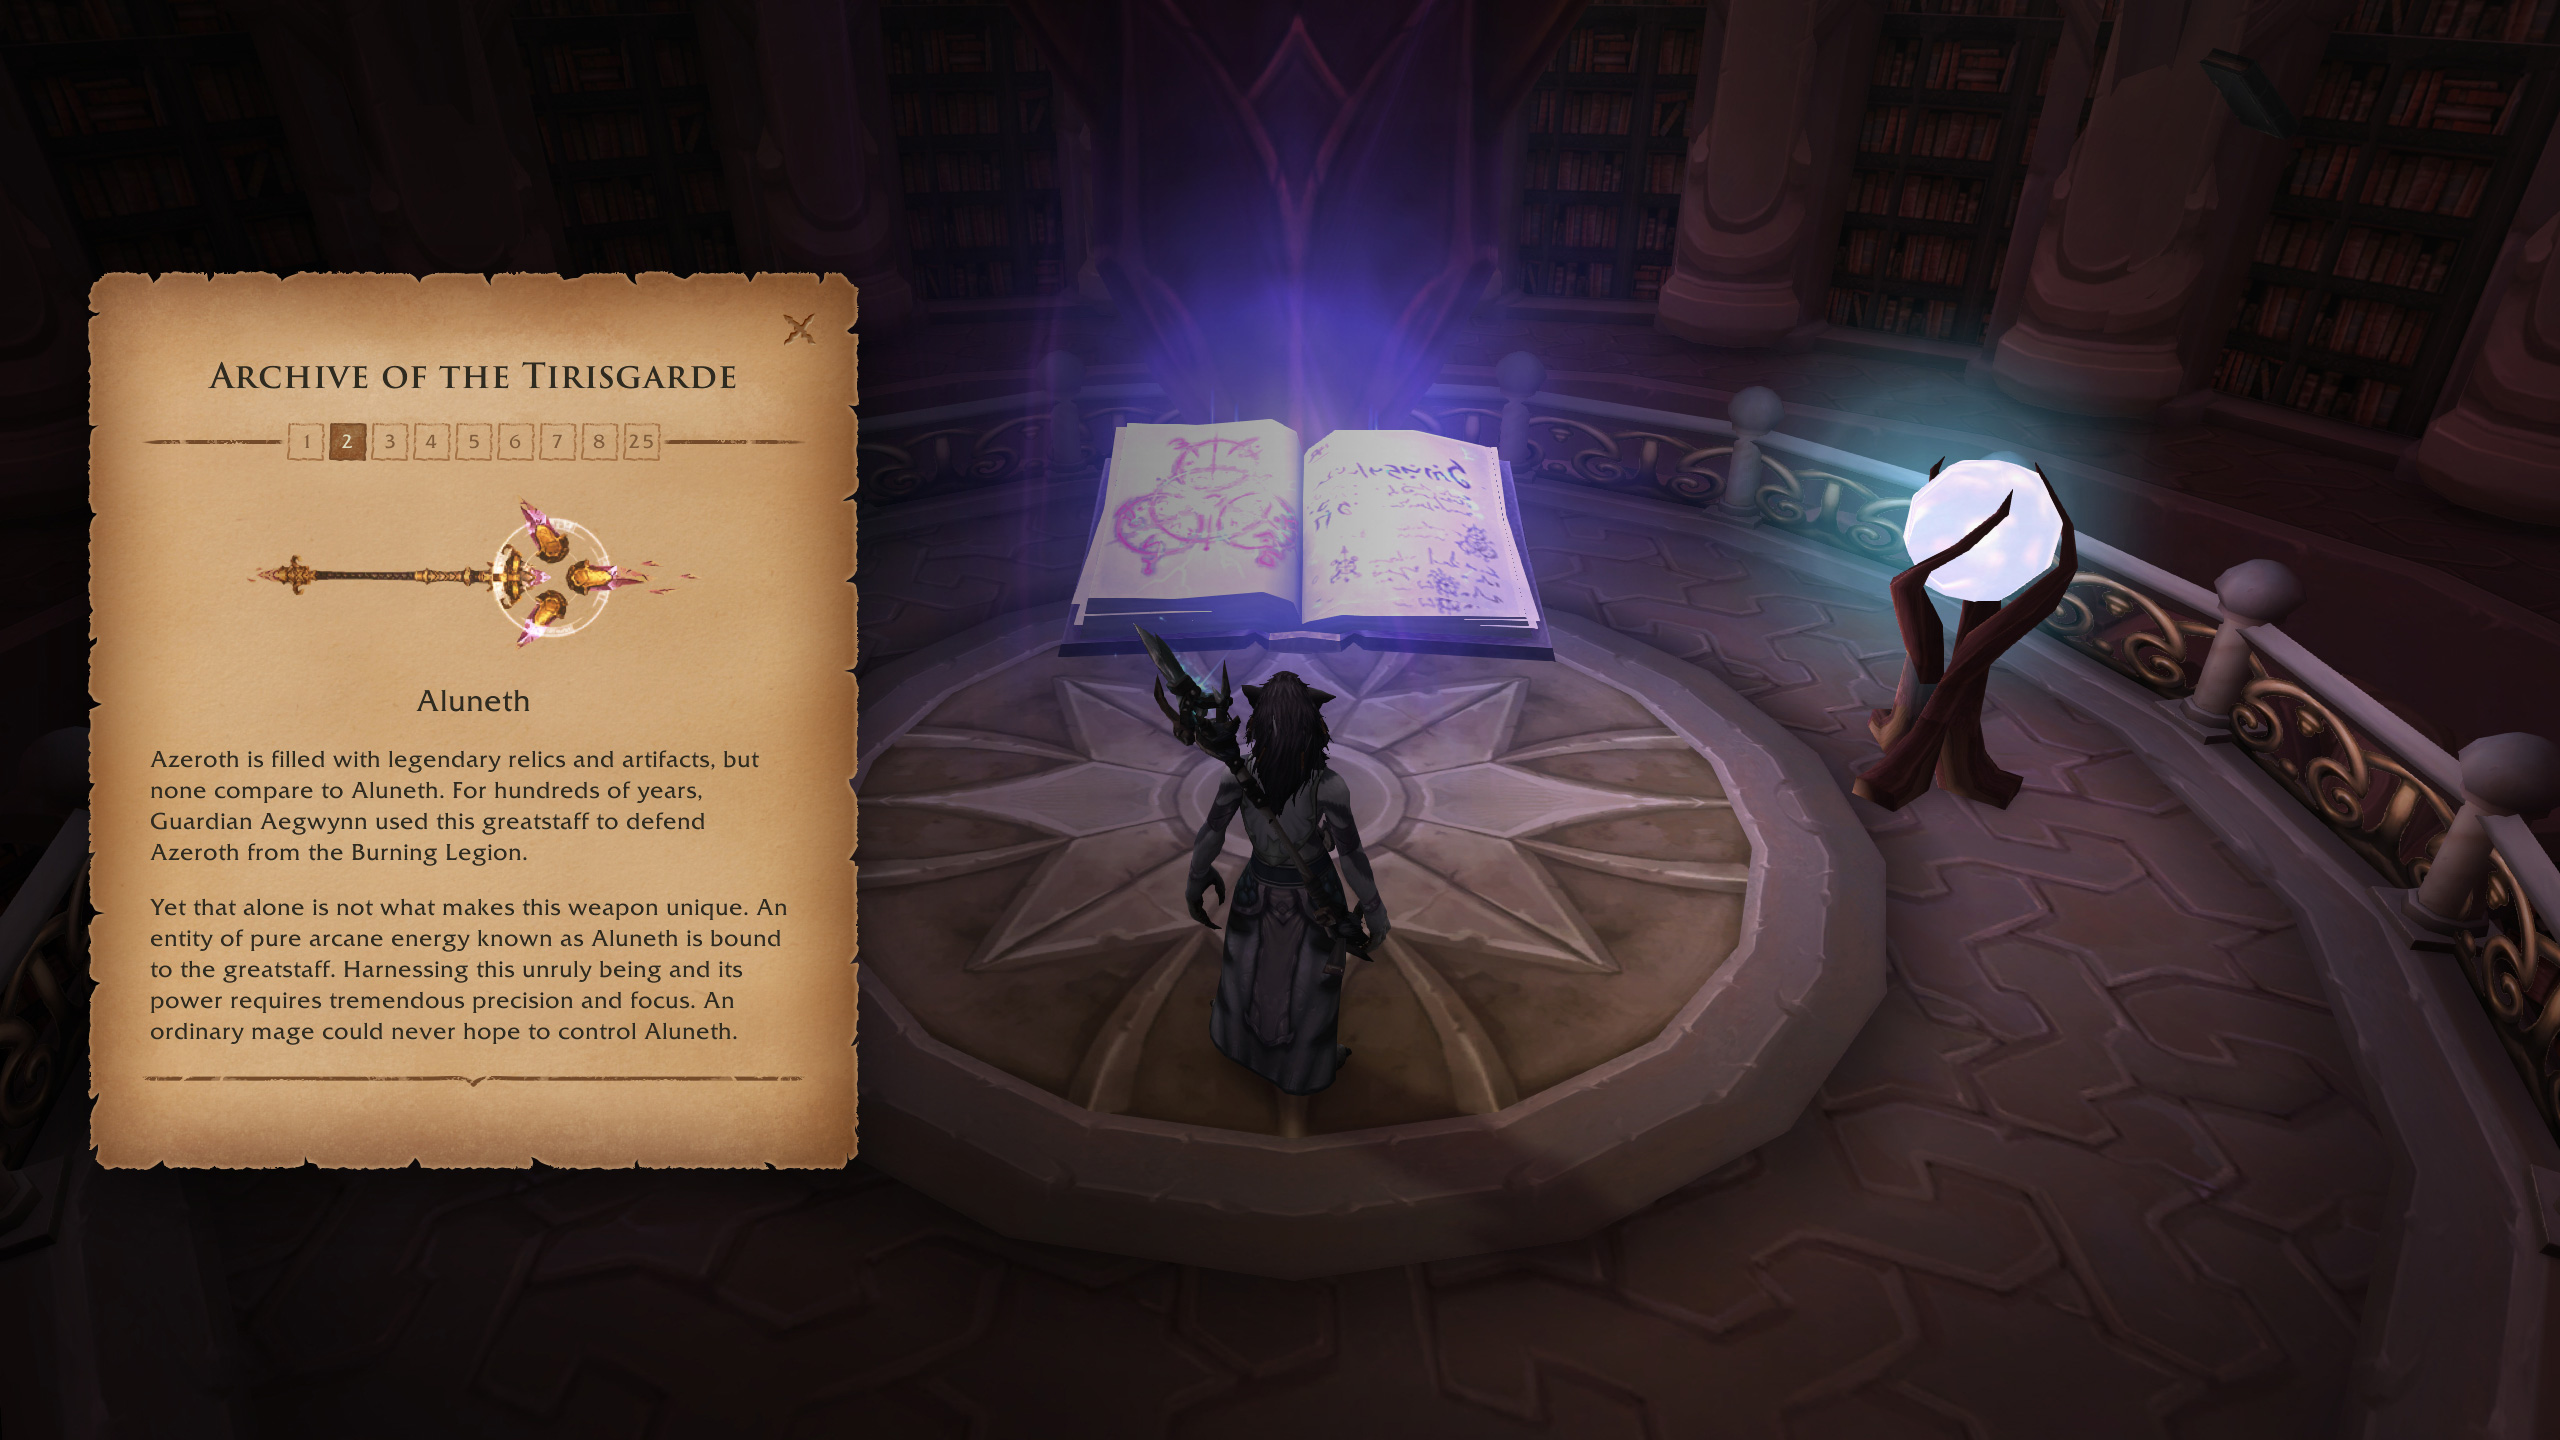 ARCHIVE OF THE TIRISGARDE
1 2 3 4 5 6 7 8 25
Aluneth
Azeroth is filled with legendary relics and artifacts, but
none compare to Aluneth. For hundreds of years,
Guardian Aegwynn used this greatstaff to defend
Azeroth from the Burning Legion.
Yet that alone is not what makes this weapon unique. An
entity of pure arcane energy known as Aluneth is bound
to the greatstaff. Harnessing this unruly being and its
power requires tremendous precision and focus. An
ordinary mage could never hope to control Aluneth.